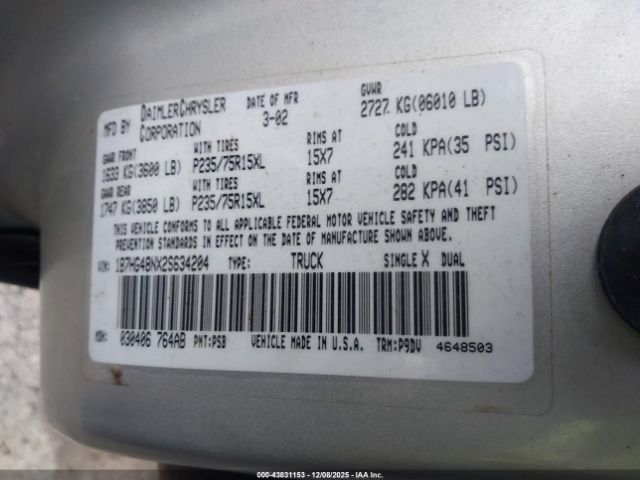 MFD BY DAIMLERCHRYSLER CORPORATION DATE OF MFR 3-02 GVWR 2727 KG(06010 LB)
GAWR FRONT WITH TIRES RIMS AT COLD
1633 KG(3600 LB) P235/75R15XL 15X7 241 KPA(35 PSI)
GAWR REAR WITH TIRES RIMS AT COLD
1747 KG(3850 LB) P235/75R15XL 15X7 282 KPA(41 PSI)
THIS VEHICLE CONFORMS TO ALL APPLICABLE FEDERAL MOTOR VEHICLE SAFETY AND THEFT
PREVENTION STANDARDS IN EFFECT ON THE DATE OF MANUFACTURE SHOWN ABOVE.
VIN: 1B7HG48NX2S634204 TYPE: TRUCK SINGLE X DUAL
MDH: 030406 764AB PNT:PSB VEHICLE MADE IN U.S.A. TRM:P9DV 4648503
000-43831153 | 12/08/2025 | IAAI.com